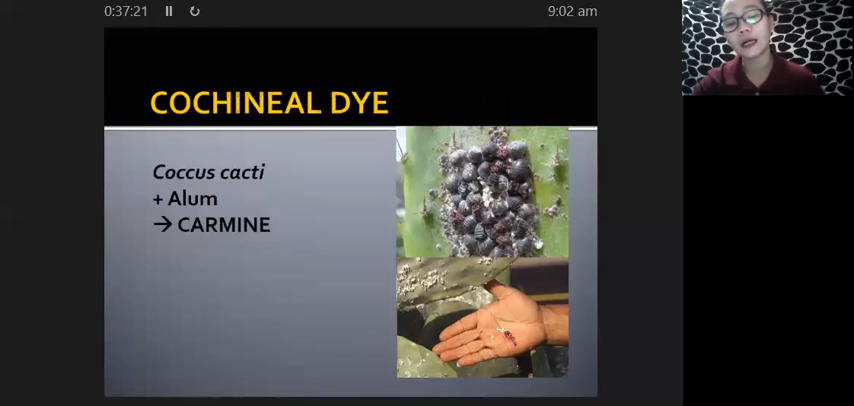 0:37:21
9:02 am
COCHINEAL DYE
Coccus cacti
+ Alum
→ CARMINE